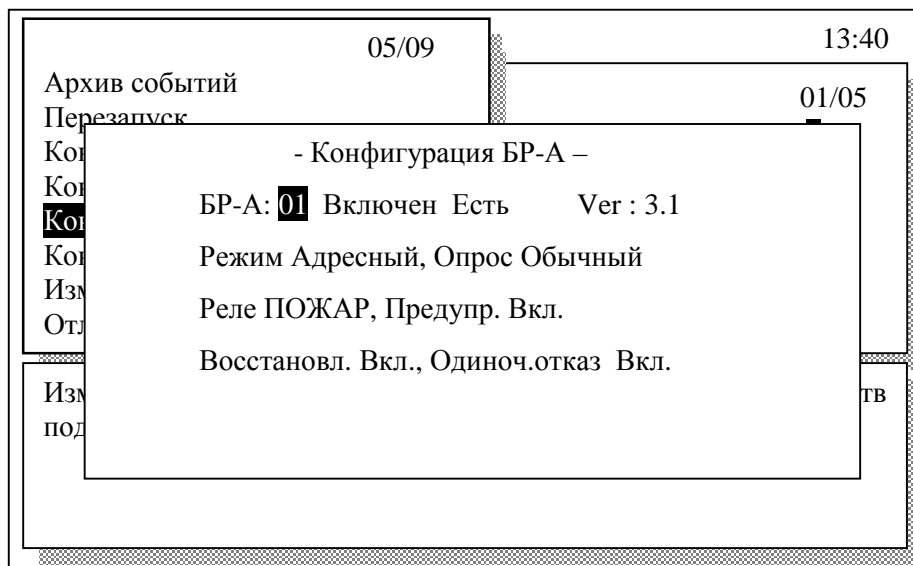 05/09
13:40
Архив событий
01/05
Перезапуск
- Конфигурация БР-А –
БР-А: 01 Включен Есть Ver : 3.1
Режим Адресный, Опрос Обычный
Реле ПОЖАР, Предупр. Вкл.
Восстановл. Вкл., Одиноч.отказ Вкл.